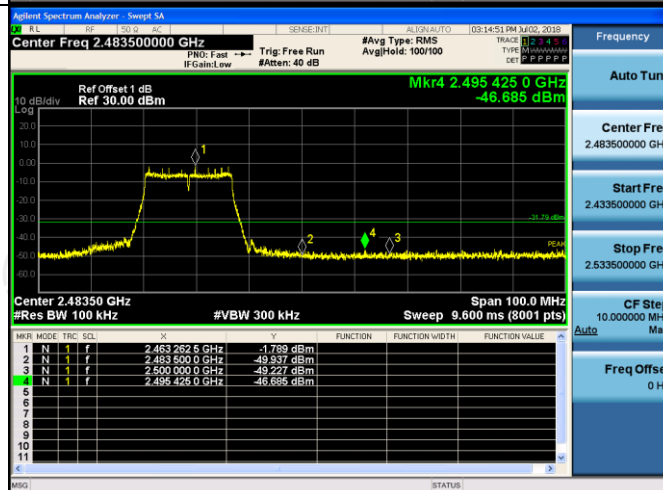 Agilent Spectrum Analyzer - Swept SA
RL RF 50 Ω AC SENSE:INT ALIGNAUTO 03:14:51 PM Jul 02, 2018
Center Freq 2.483500000 GHz
PNO: Fast
IFGain:Low
Trig: Free Run
#Atten: 40 dB
#Avg Type: RMS
Avg|Hold: 100/100
TRACE 1 2 3 4 5 6
TYPE M
DET P P P P P P
Ref Offset 1 dB
Ref 30.00 dBm
10 dB/div
Log
Mkr4 2.495 425 0 GHz
-46.685 dBm
20.0
10.0
0.00
-10.0
-20.0
-30.0
-40.0
-50.0
-60.0
1
2
4
3
-31.79 dBm
PEAK
Center 2.48350 GHz
#Res BW 100 kHz
#VBW 300 kHz
Span 100.0 MHz
Sweep 9.600 ms (8001 pts)
MKR MODE TRC SCL X Y FUNCTION FUNCTION WIDTH FUNCTION VALUE
1 N 1 f 2.463 262 5 GHz -1.789 dBm
2 N 1 f 2.483 500 0 GHz -49.937 dBm
3 N 1 f 2.500 000 0 GHz -49.227 dBm
4 N 1 f 2.495 425 0 GHz -46.685 dBm
5
6
7
8
9
10
11
MSG STATUS
Frequency
Auto Tun
Center Fre
2.483500000 GH
Start Fre
2.433500000 GH
Stop Fre
2.533500000 GH
CF Ste
10.000000 MH
Auto Ma
Freq Offse
0 H